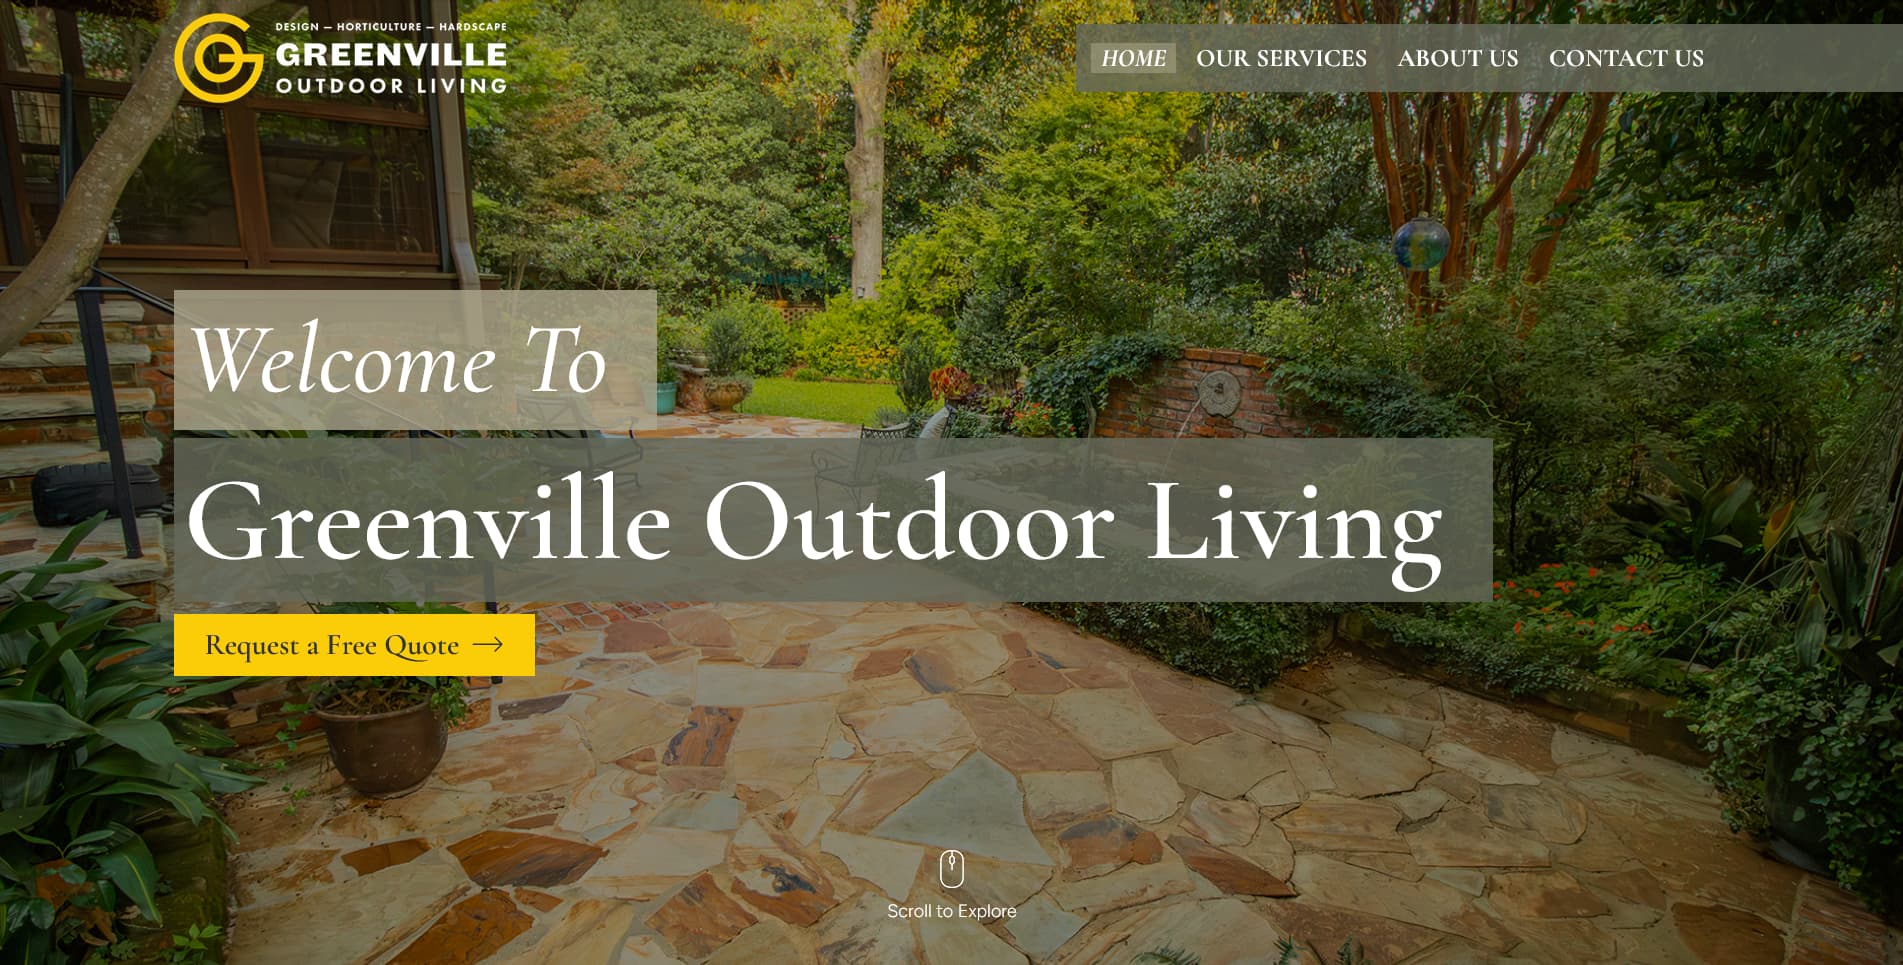 DESIGN — HORTICULTURE — HARDSCAPE
GREENVILLE
OUTDOOR LIVING
HOME OUR SERVICES ABOUT US CONTACT US
Welcome To
Greenville Outdoor Living
Request a Free Quote →
Scroll to Explore